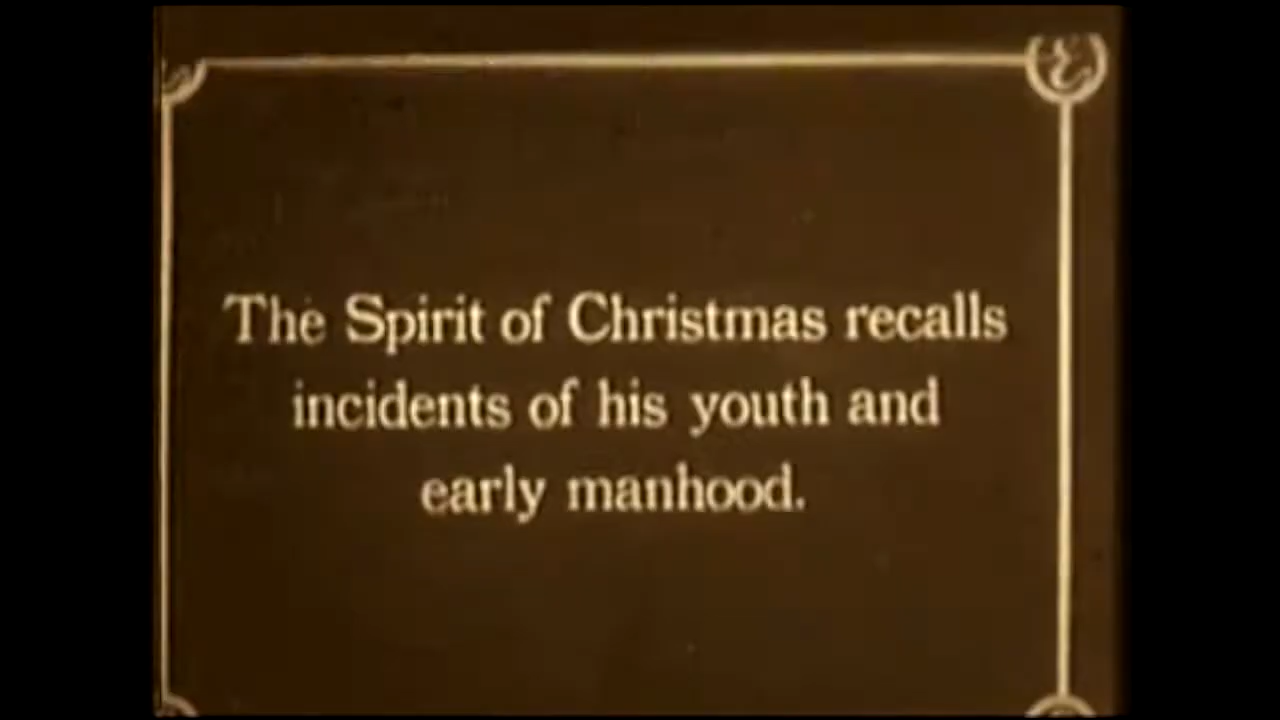 The Spirit of Christmas recalls
incidents of his youth and
early manhood.